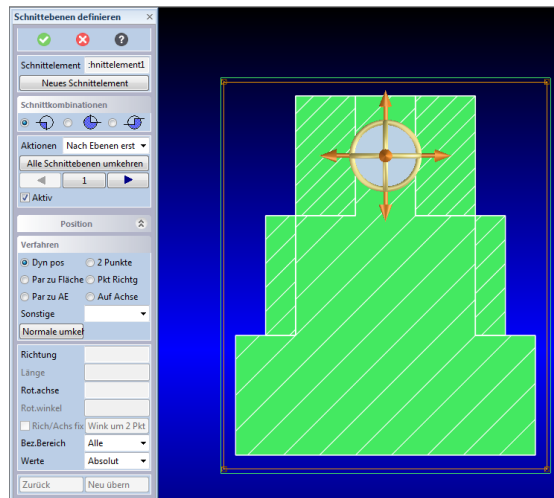 Schnittebenen definieren
Schnittelement :hnittelement1
Neues Schnittelement
Schnittkombinationen
Aktionen Nach Ebenen erst
Alle Schnittebenen umkehren
1
Aktiv
Position
Verfahren
Dyn pos 2 Punkte
Par zu Fläche Pkt Richtg
Par zu AE Auf Achse
Sonstige
Normale umkeh
Richtung
Länge
Rot.achse
Rot.winkel
Rich/Achs fix Wink um 2 Pkt
Bez.Bereich Alle
Werte Absolut
Zurück Neu übern